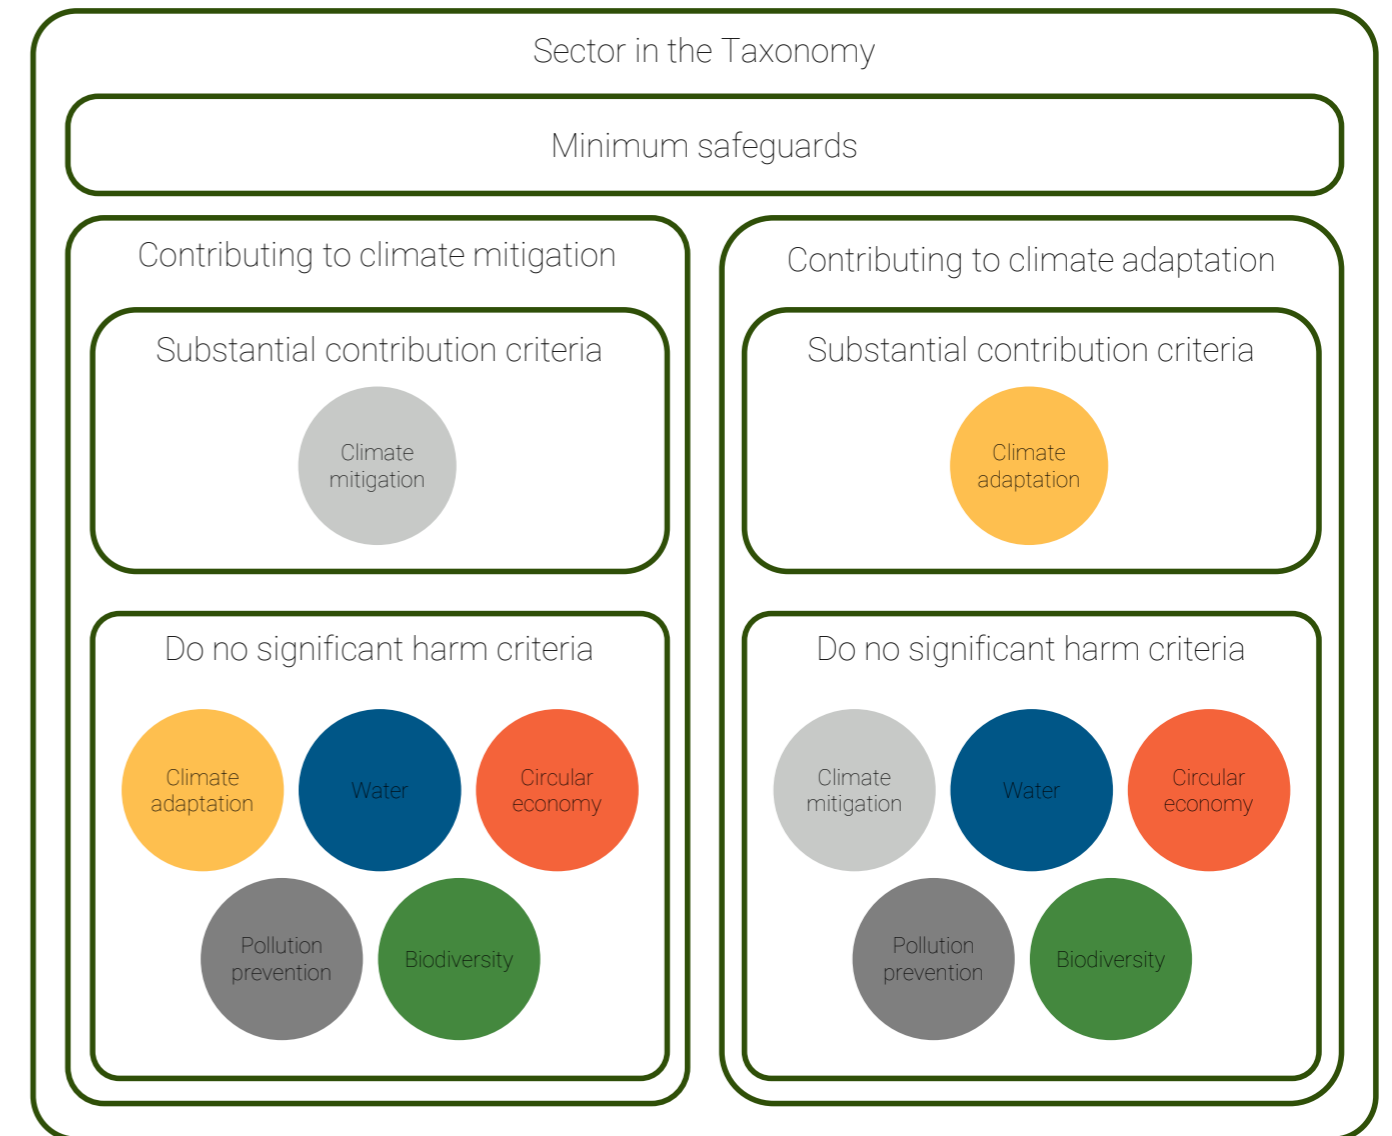 Sector in the Taxonomy
Minimum safeguards
Contributing to climate mitigation
Substantial contribution criteria
Climate
mitigation
Do no significant harm criteria
Climate
adaptation
Water
Circular
economy
Pollution
prevention
Biodiversity
Contributing to climate adaptation
Substantial contribution criteria
Climate
adaptation
Do no significant harm criteria
Climate
mitigation
Water
Circular
economy
Pollution
prevention
Biodiversity